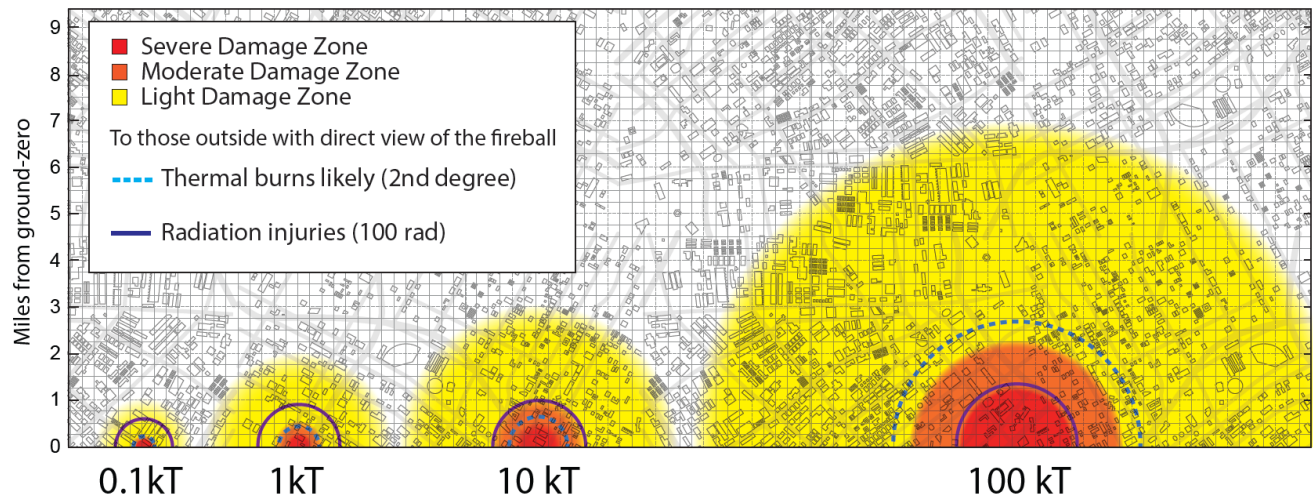 9
8
7
6
5
4
3
2
1
0
Miles from ground-zero
Severe Damage Zone
Moderate Damage Zone
Light Damage Zone
To those outside with direct view of the fireball
Thermal burns likely (2nd degree)
Radiation injuries (100 rad)
0.1kT
1kT
10 kT
100 kT